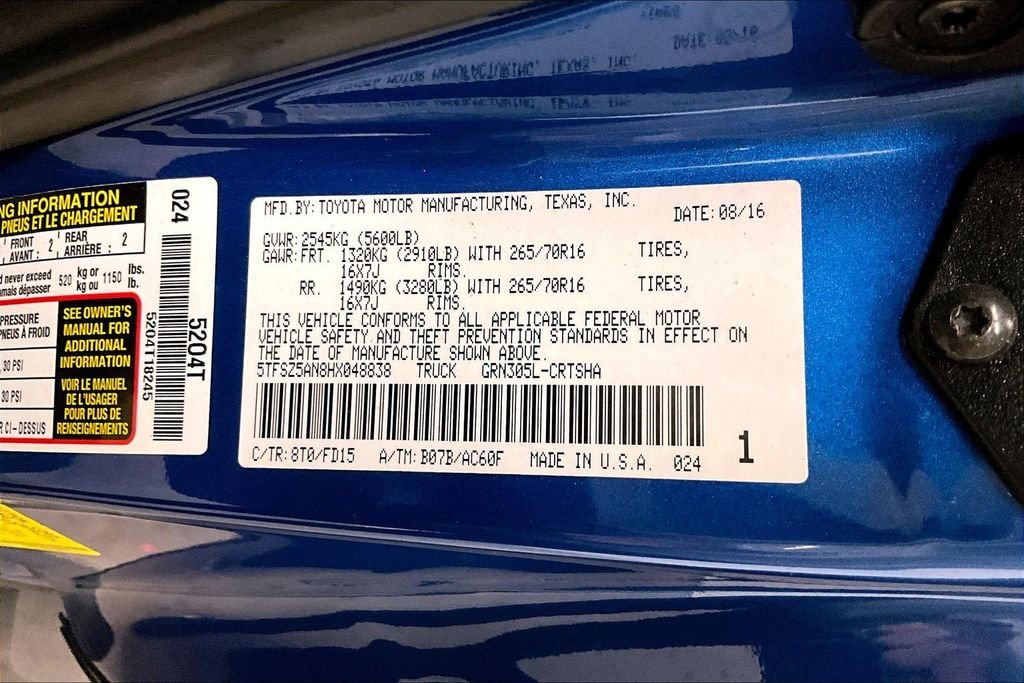 NG INFORMATION
PNEUS ET LE CHARGEMENT
FRONT
AVANT : 2 , REAR
ARRIÈRE : 2
d never exceed
amais dépasser 520 kg or
kg ou 1150 lbs.
lb.
PRESSURE
PNEUS À FROID
, 30 PSI
30 PSI
R CI-DESSUS
SEE OWNER'S
MANUAL FOR
ADDITIONAL
INFORMATION
VOIR LE MANUEL
DE L'USAGER
POUR PLUS DE
RENSEIGNEMENTS
024
5204T
5204T18245
MFD.BY:TOYOTA MOTOR MANUFACTURING, TEXAS, INC.
DATE:08/16
GVWR:2545KG (5600LB)
GAWR:FRT. 1320KG (2910LB) WITH 265/70R16 TIRES,
16X7J RIMS.
RR. 1490KG (3280LB) WITH 265/70R16 TIRES,
16X7J RIMS.
THIS VEHICLE CONFORMS TO ALL APPLICABLE FEDERAL MOTOR
VEHICLE SAFETY AND THEFT PREVENTION STANDARDS IN EFFECT ON
THE DATE OF MANUFACTURE SHOWN ABOVE.
5TFSZ5AN8HX048838 TRUCK GRN305L-CRTSHA
C/TR:8T0/FD15 A/TM:B07B/AC60F MADE IN U.S.A. 024 1